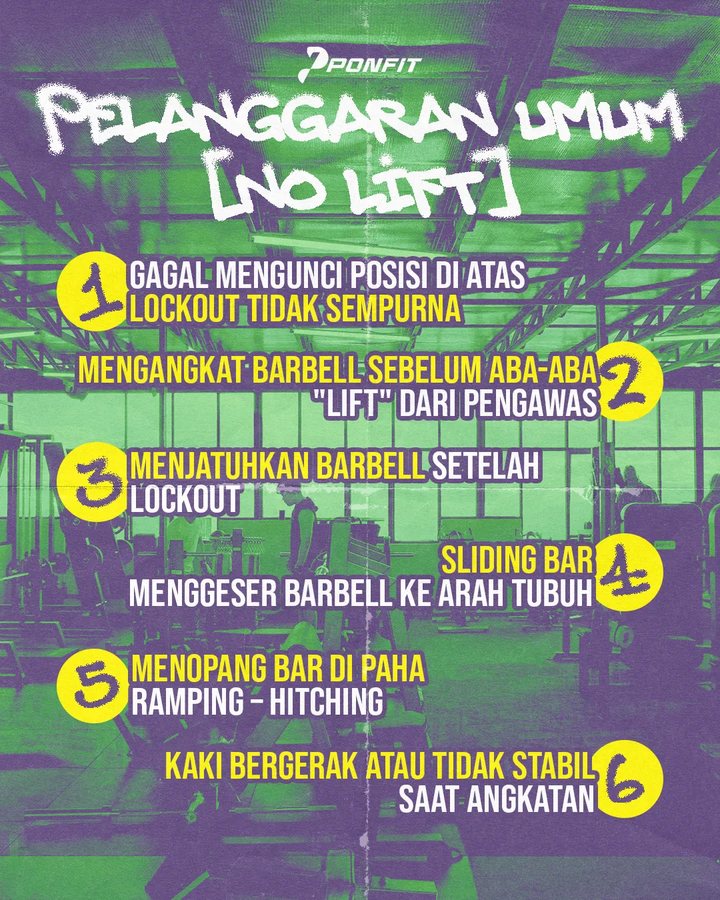 PONFIT
PELANGGARAN UMUM
[NO LIFT]
1
GAGAL MENGUNCI POSISI DI ATAS
LOCKOUT TIDAK SEMPURNA
MENGANGKAT BARBELL SEBELUM ABA-ABA
"LIFT" DARI PENGAWAS
2
3
MENJATUHKAN BARBELL SETELAH
LOCKOUT
SLIDING BAR
MENGGESER BARBELL KE ARAH TUBUH
4
5
MENOPANG BAR DI PAHA
RAMPING – HITCHING
KAKI BERGERAK ATAU TIDAK STABIL
SAAT ANGKATAN
6